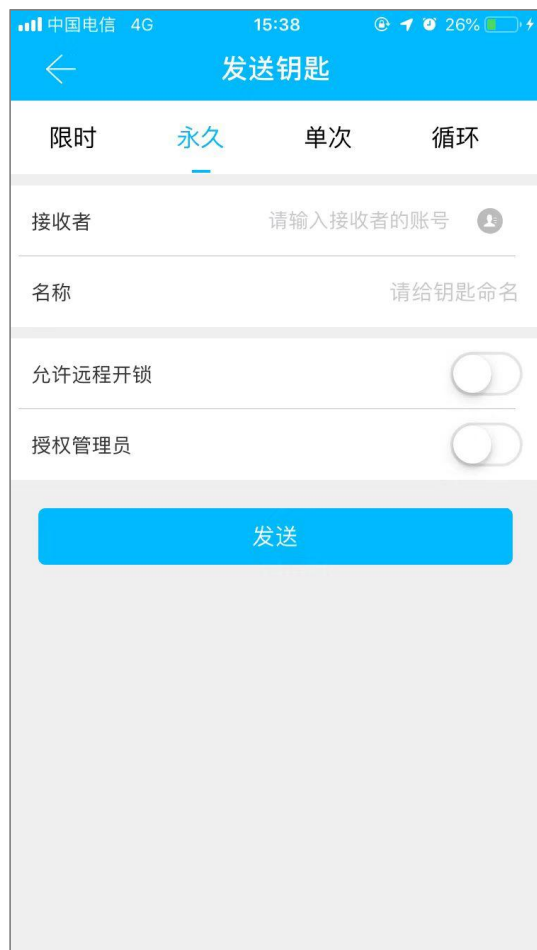 中国电信 4G 15:38 26%
发送钥匙
限时 永久 单次 循环
接收者 请输入接收者的账号
名称 请给钥匙命名
允许远程开锁
授权管理员
发送